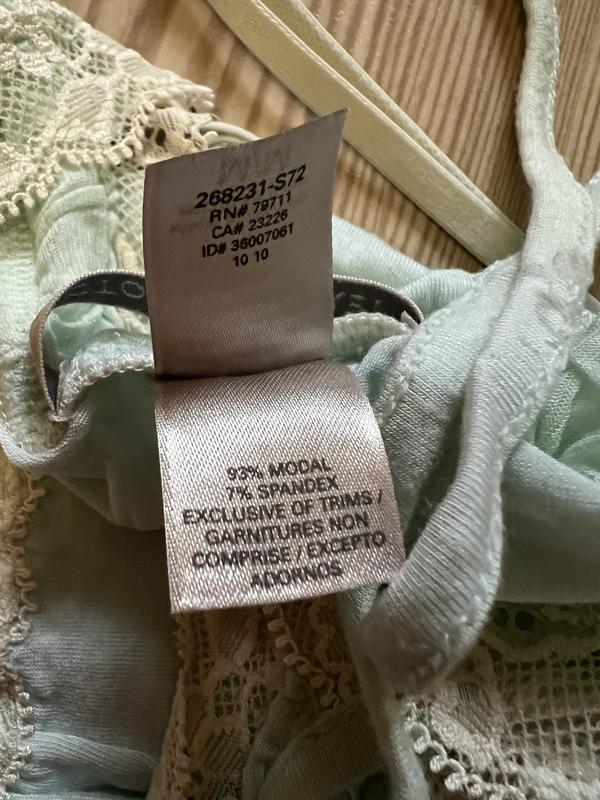 268231-S72
RN# 79711
CA# 23226
ID# 36007061
10 10
93% MODAL
7% SPANDEX
EXCLUSIVE OF TRIMS /
GARNITURES NON
COMPRISE / EXCEPTO
ADORNOS